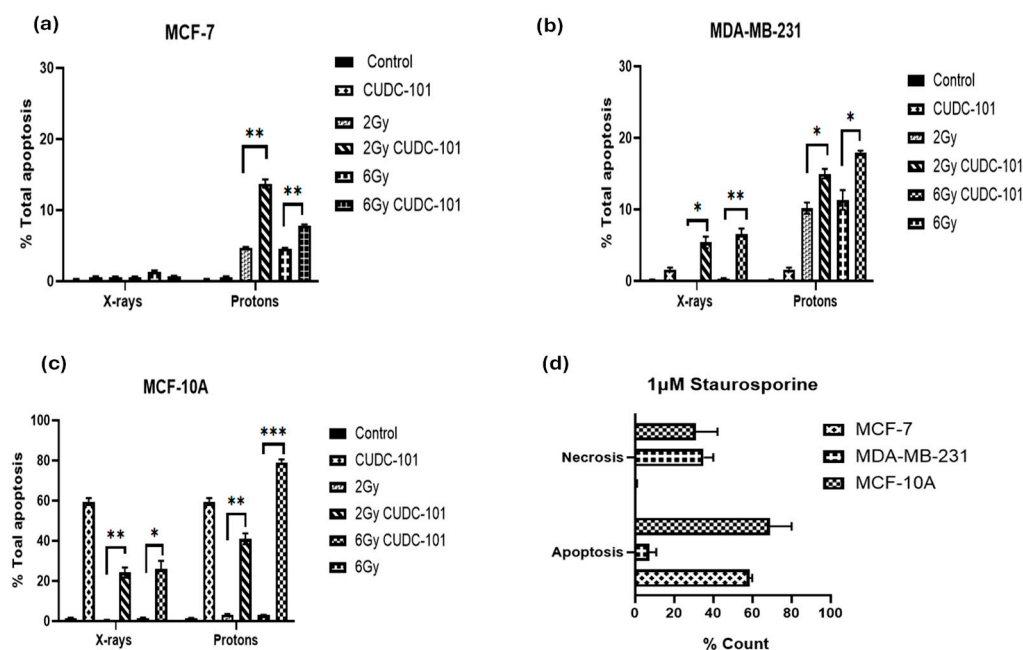 (a)
MCF-7
% Total apoptosis
30
20
10
0
**
**
X-rays
Protons
Control
CUDC-101
2Gy
2Gy CUDC-101
6Gy
6Gy CUDC-101
(b)
MDA-MB-231
% Total apoptosis
30
20
10
0
*
**
*
*
X-rays
Protons
Control
CUDC-101
2Gy
2Gy CUDC-101
6Gy CUDC-101
6Gy
(c)
MCF-10A
% Toal apoptosis
100
80
60
40
20
0
**
*
**
***
X-rays
Protons
Control
CUDC-101
2Gy
2Gy CUDC-101
6Gy CUDC-101
6Gy
(d)
1µM Staurosporine
Necrosis
Apoptosis
0 20 40 60 80 100
% Count
MCF-7
MDA-MB-231
MCF-10A